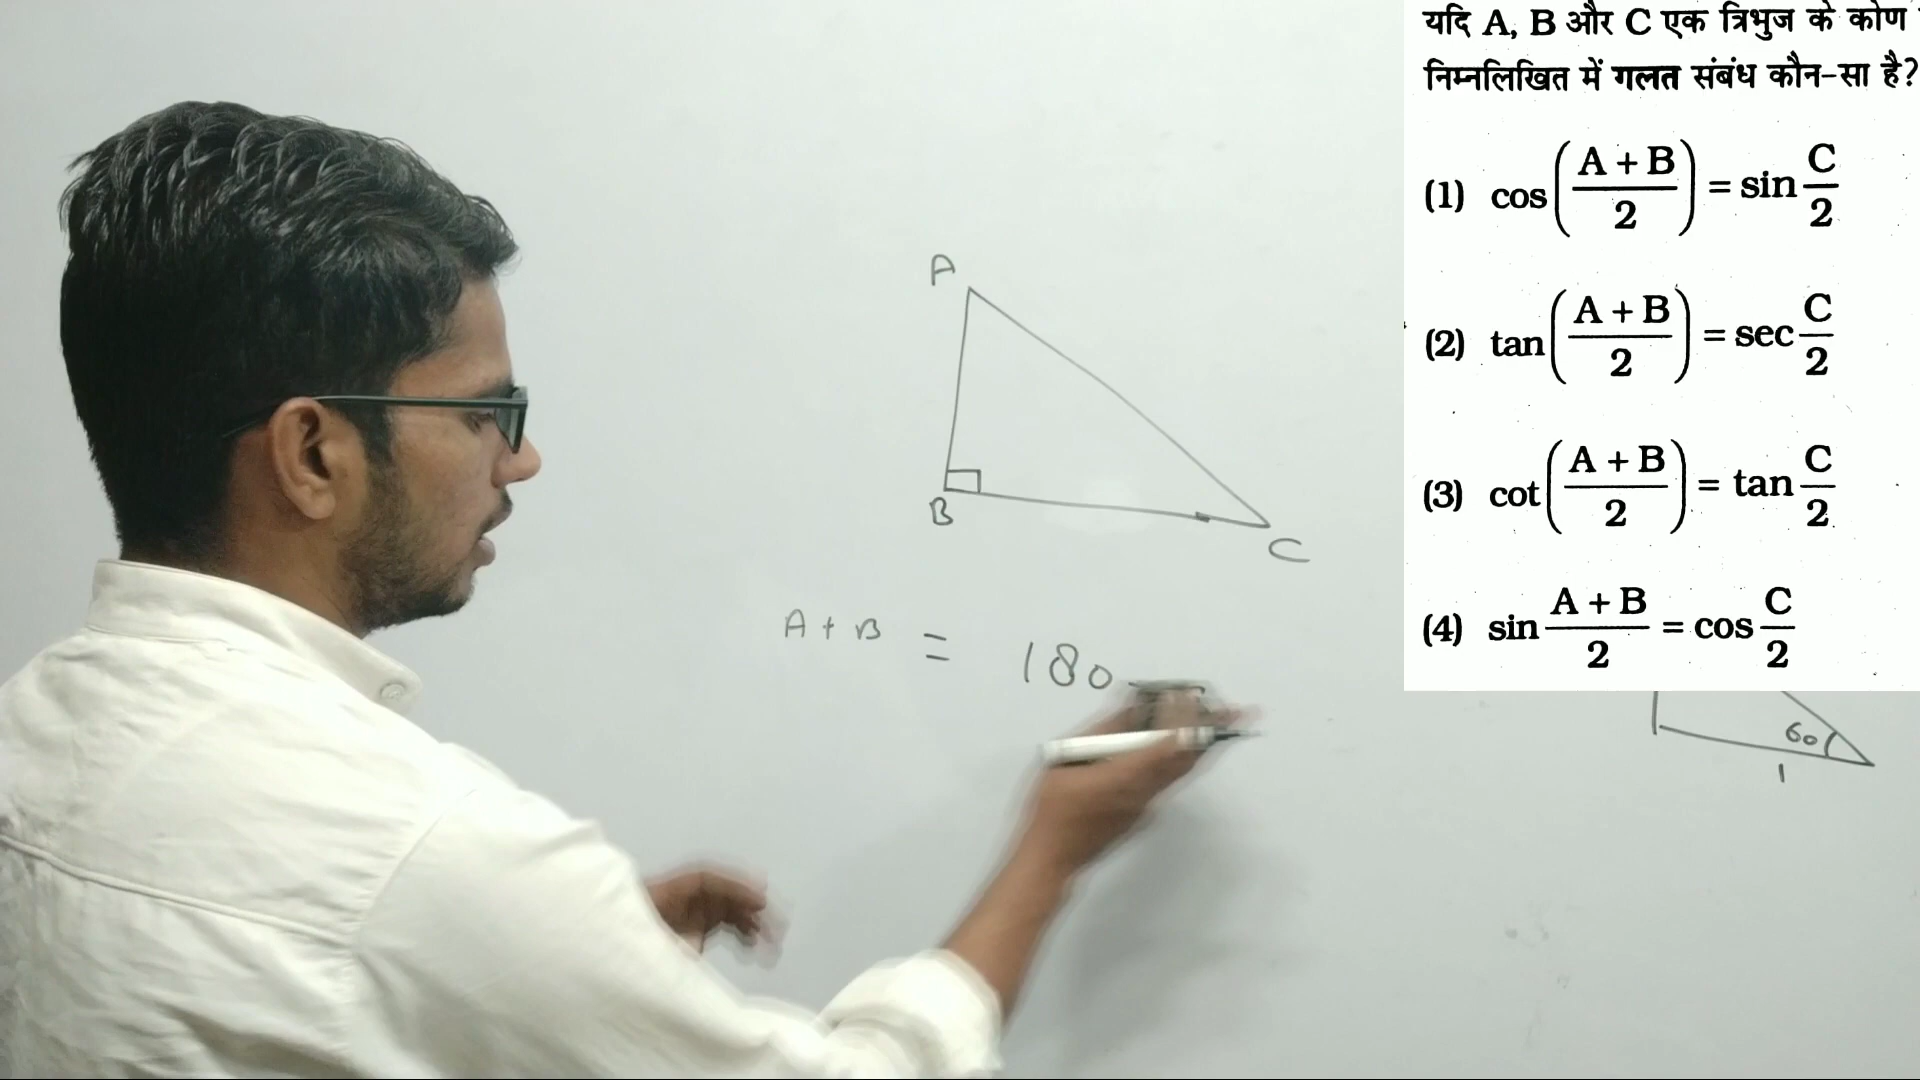 यदि A, B और C एक त्रिभुज के कोण
निम्नलिखित में गलत संबंध कौन-सा है?
(1) cos(A + B / 2) = sin C/2
(2) tan(A + B / 2) = sec C/2
(3) cot(A + B / 2) = tan C/2
(4) sin A + B / 2 = cos C/2
A
B
C
A + B = 180 -
60
1